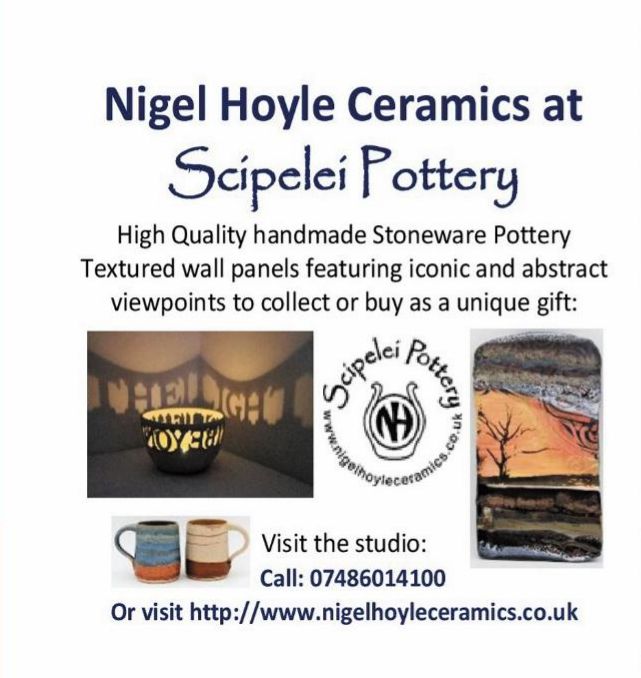 Nigel Hoyle Ceramics at
Scipelei Pottery
High Quality handmade Stoneware Pottery
Textured wall panels featuring iconic and abstract
viewpoints to collect or buy as a unique gift:
Scipelei Pottery
NH
www.nigelhoyleceramics.co.uk
Visit the studio:
Call: 07486014100
Or visit http://www.nigelhoyleceramics.co.uk